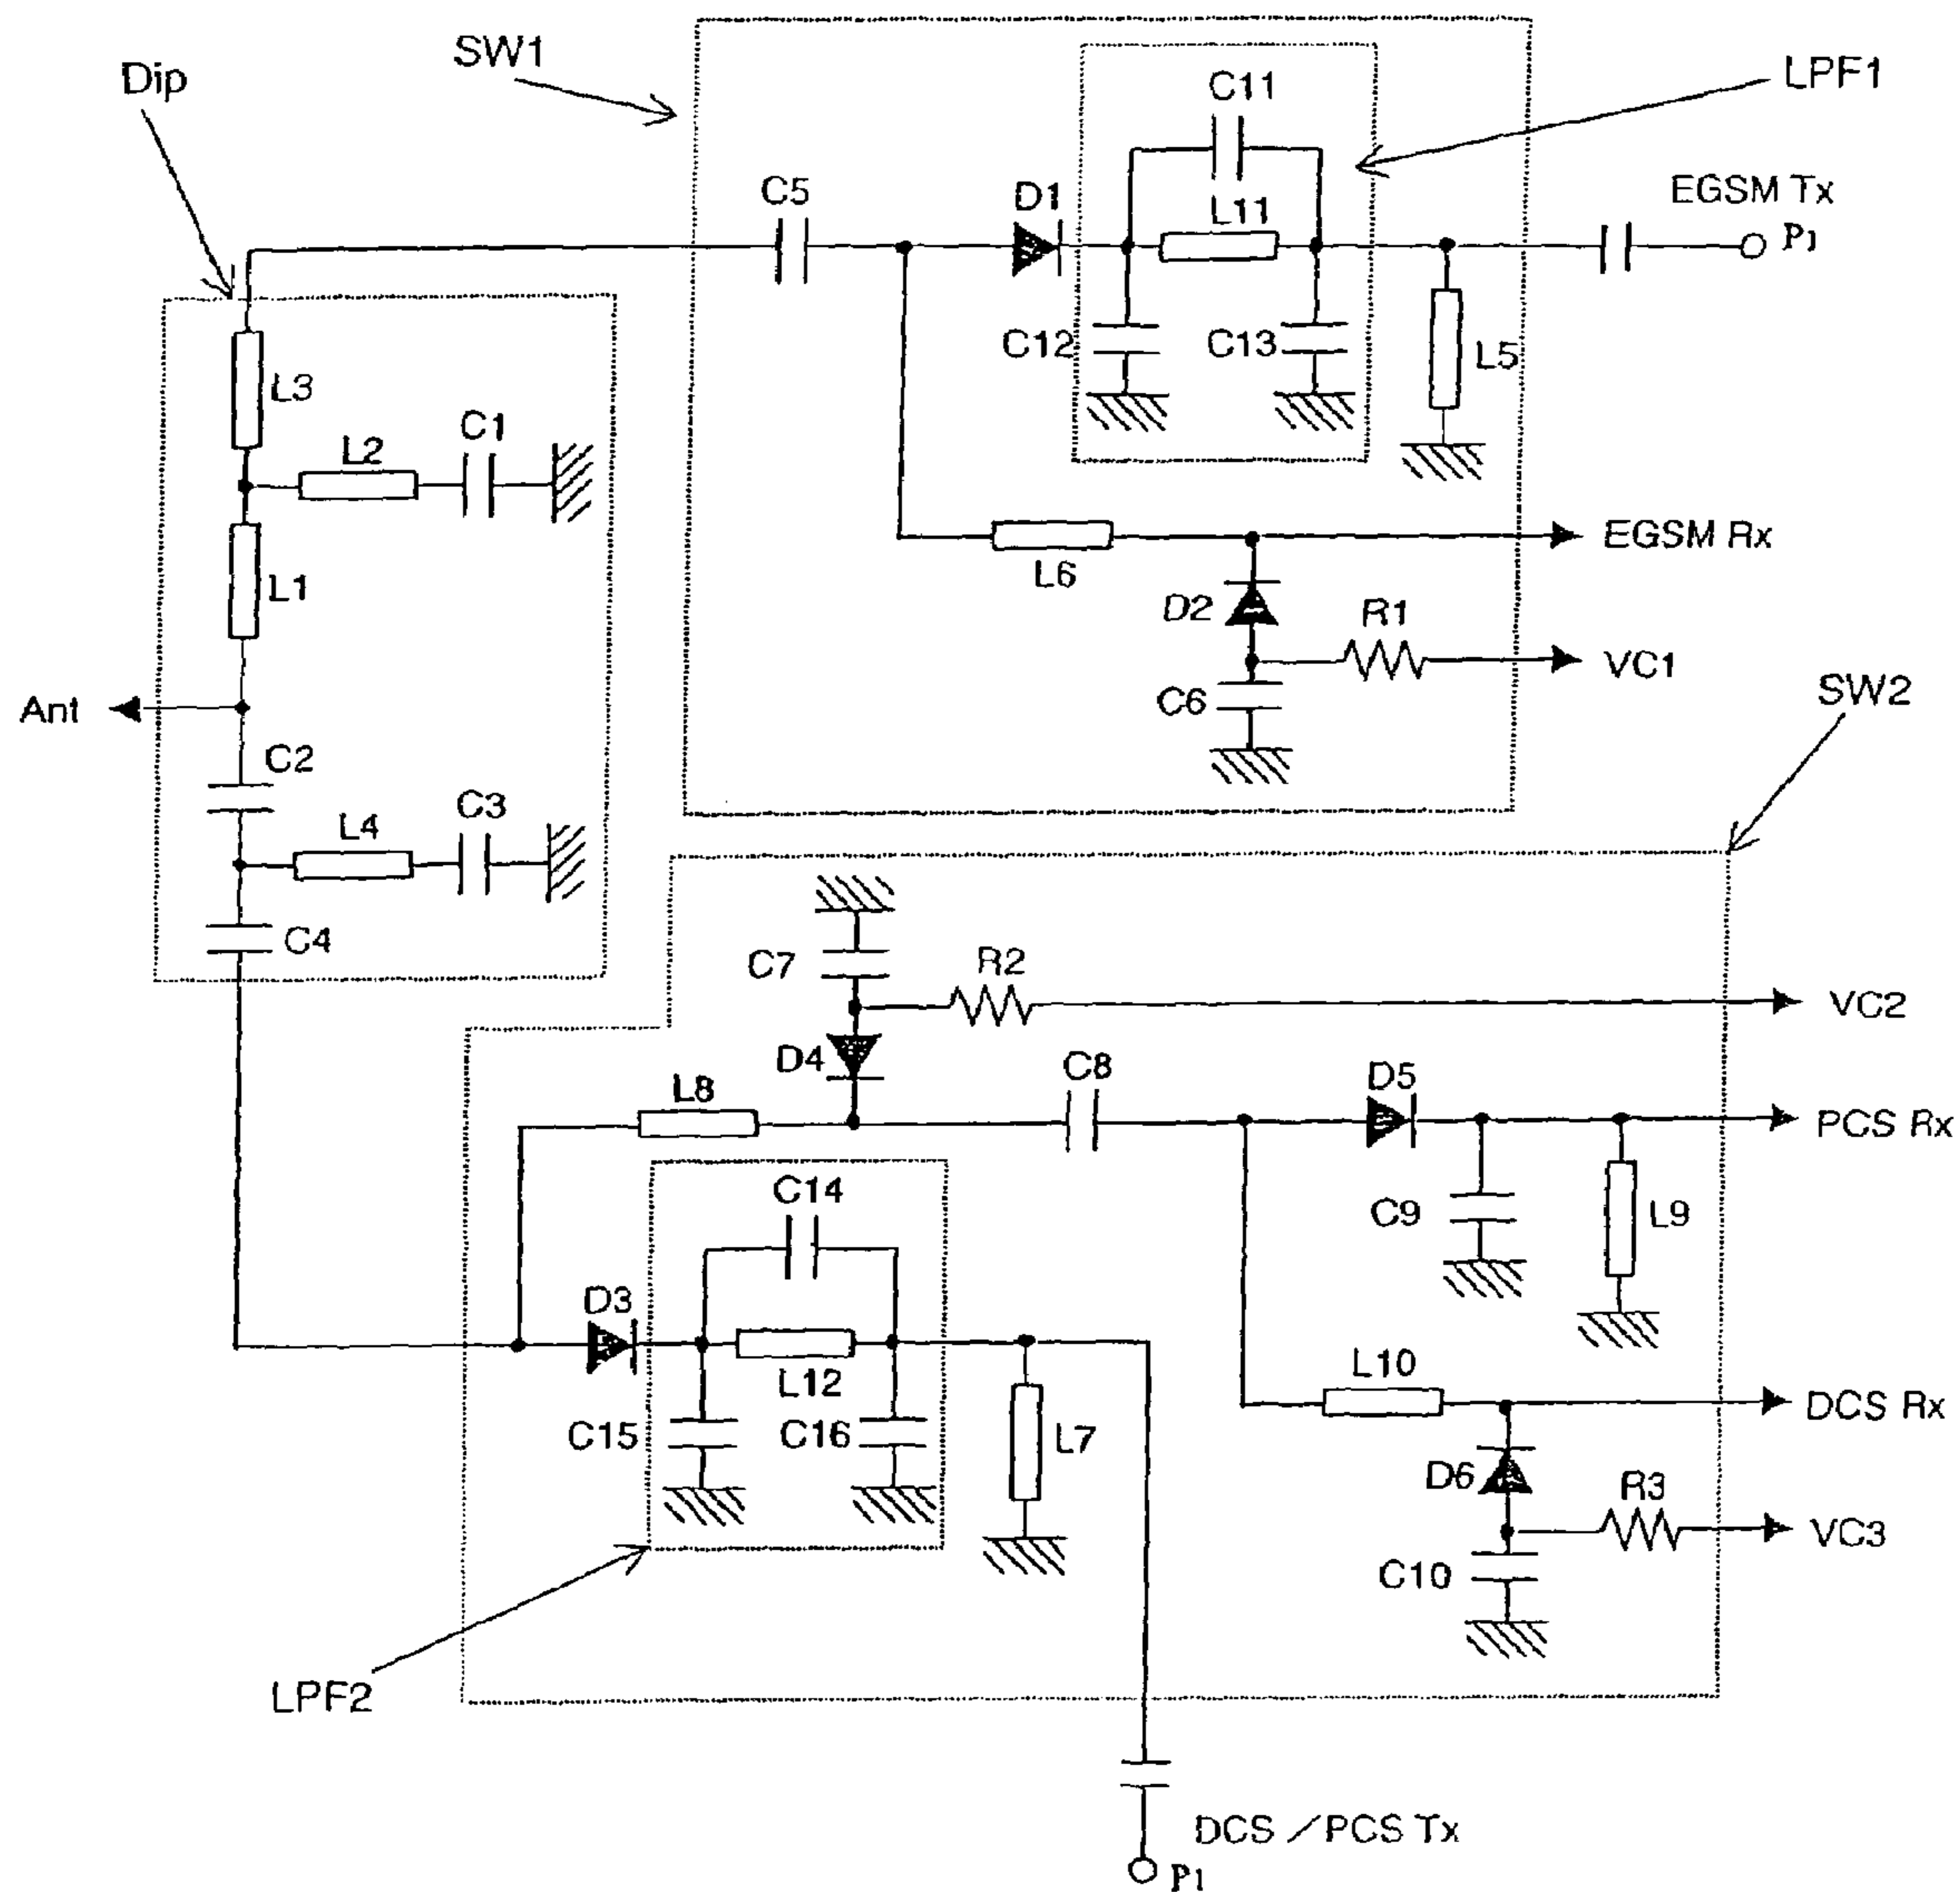 SW1
Dip
LPF1
C11
C5
D1
L11
EGSM Tx
P1
C12
C13
L5
L3
L2
C1
L1
L6
EGSM Rx
D2
R1
VC1
C6
Ant
SW2
C2
L4
C3
C4
C7
R2
VC2
D4
C8
D5
L8
PCS Rx
C14
C9
L9
D3
L12
L10
C15
C16
L7
DCS Rx
D6
R3
VC3
C10
LPF2
DCS /PCS Tx
P1